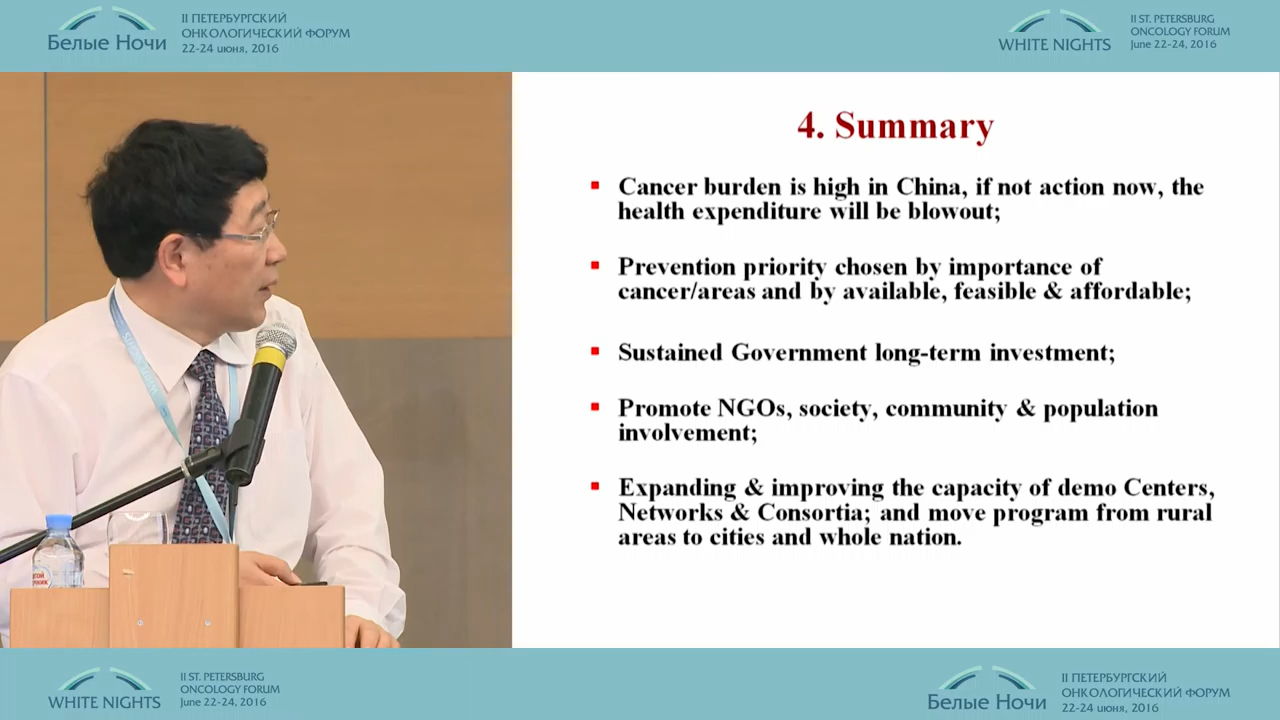 Белые Ночи
II ПЕТЕРБУРГСКИЙ
ОНКОЛОГИЧЕСКИЙ ФОРУМ
22-24 июня, 2016
WHITE NIGHTS
II ST. PETERSBURG
ONCOLOGY FORUM
June 22-24, 2016
4. Summary
Cancer burden is high in China, if not action now, the
health expenditure will be blowout;
Prevention priority chosen by importance of
cancer/areas and by available, feasible & affordable;
Sustained Government long-term investment;
Promote NGOs, society, community & population
involvement;
Expanding & improving the capacity of demo Centers,
Networks & Consortia; and move program from rural
areas to cities and whole nation.
WHITE NIGHTS
II ST. PETERSBURG
ONCOLOGY FORUM
June 22-24, 2016
Белые Ночи
II ПЕТЕРБУРГСКИЙ
ОНКОЛОГИЧЕСКИЙ ФОРУМ
22-24 июня, 2016